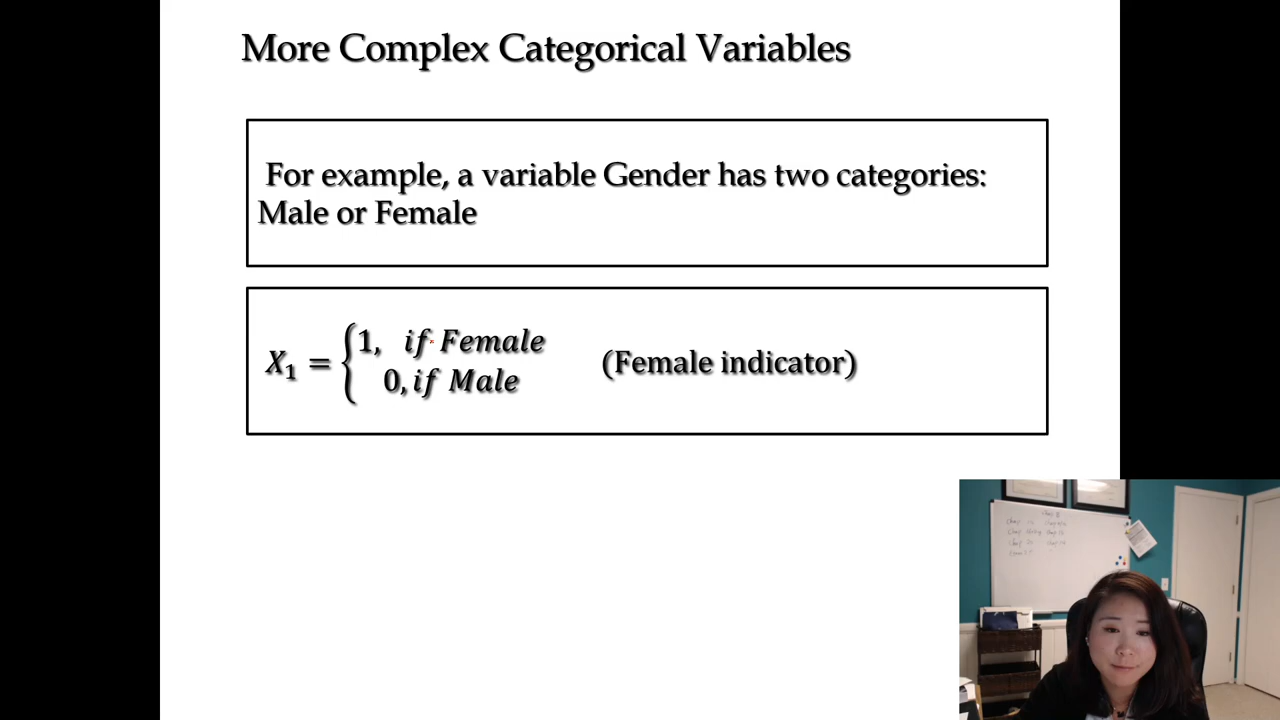 More Complex Categorical Variables
For example, a variable Gender has two categories:
Male or Female
X₁ = { 1, if Female
0, if Male
(Female indicator)